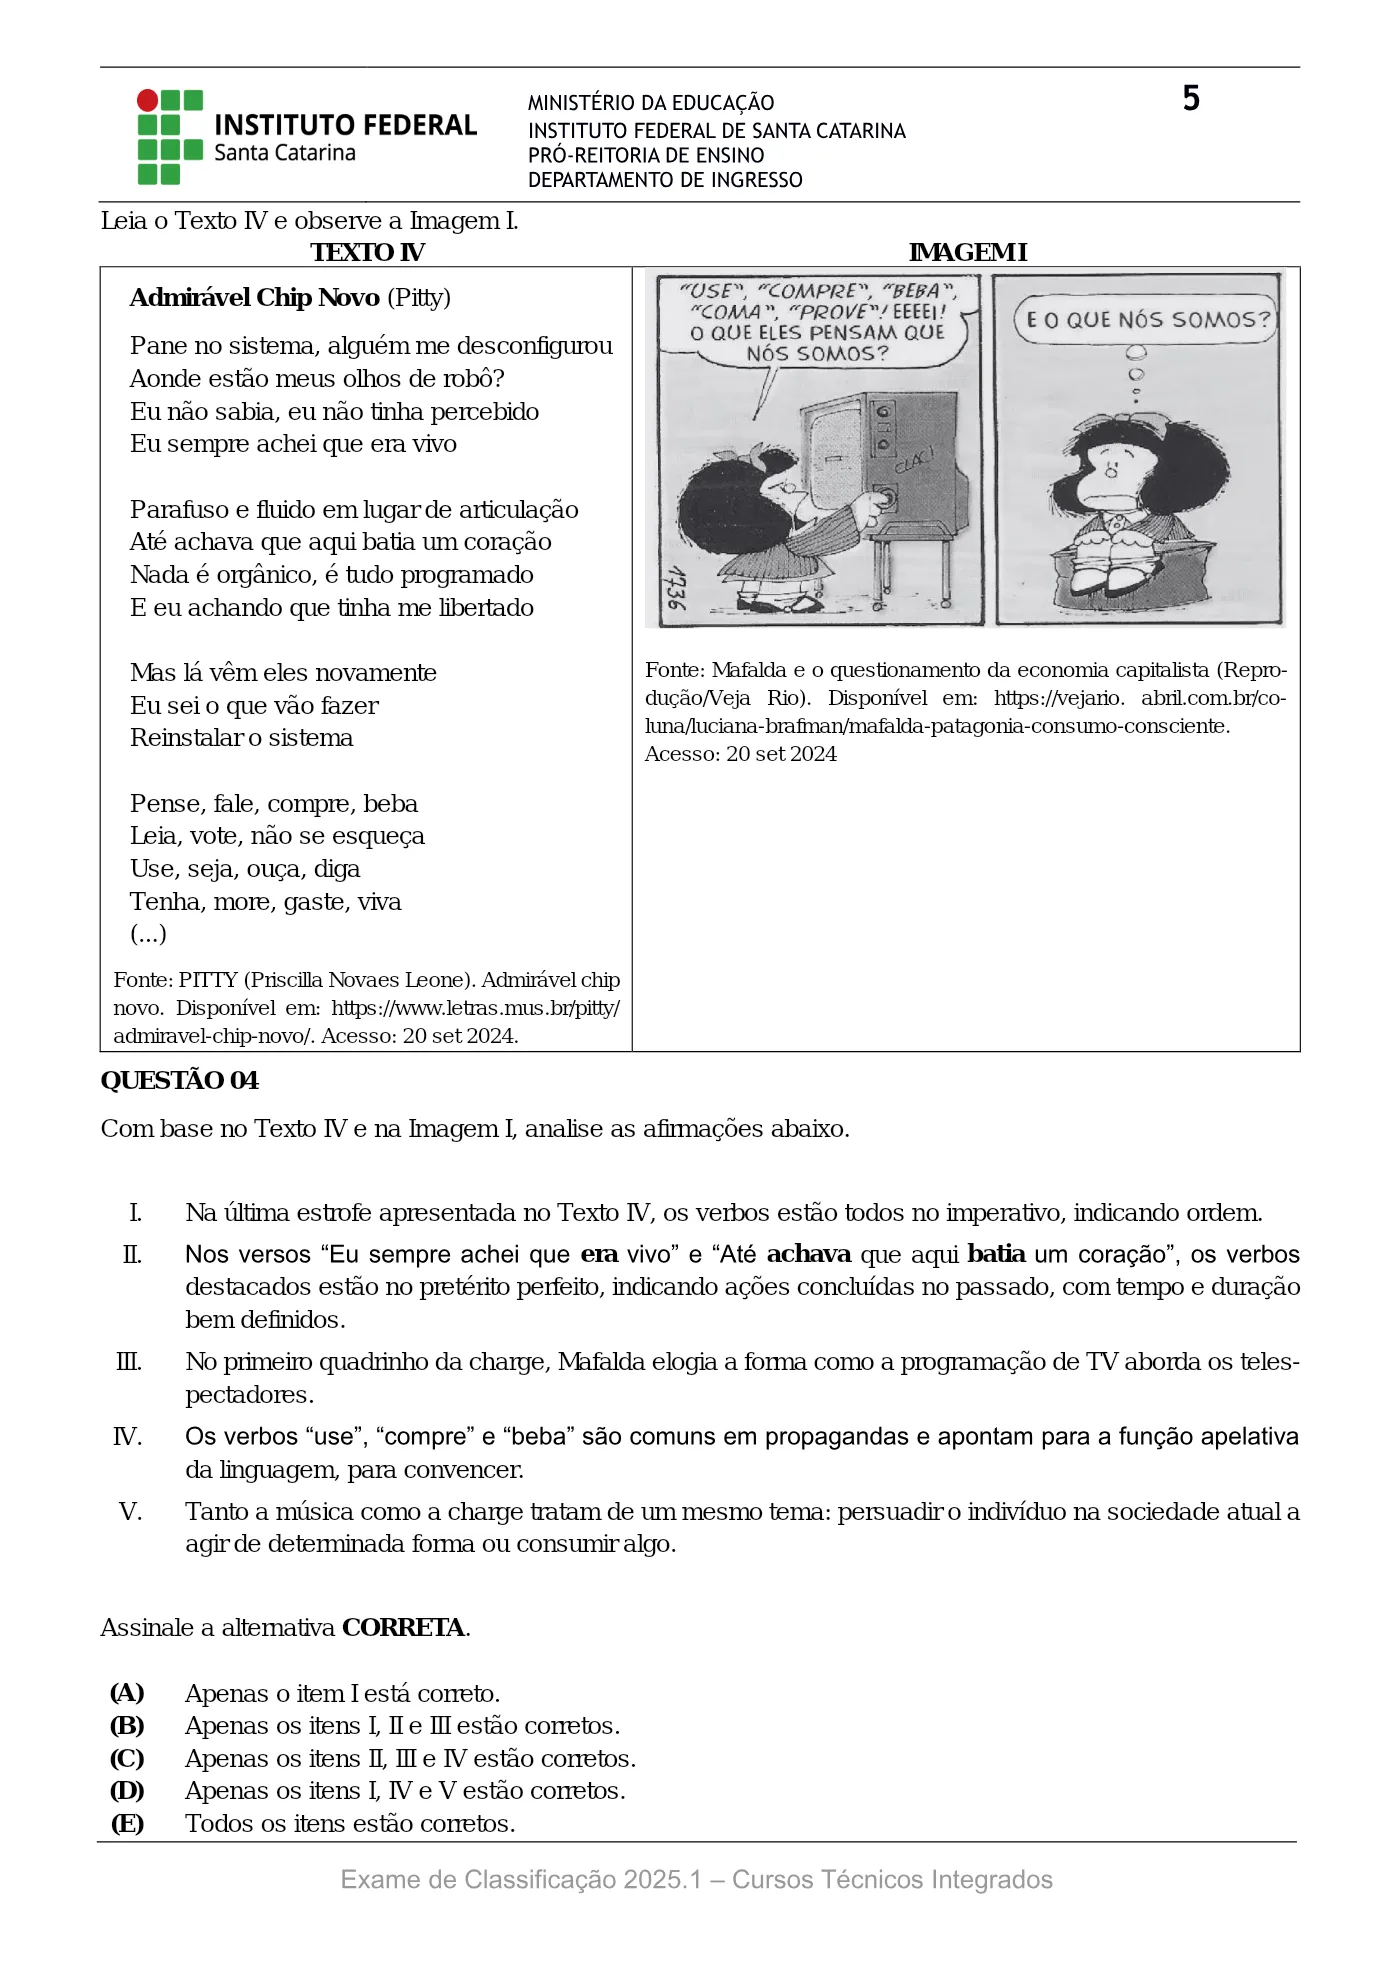 INSTITUTO FEDERAL
Santa Catarina
MINISTÉRIO DA EDUCAÇÃO
INSTITUTO FEDERAL DE SANTA CATARINA
PRÓ-REITORIA DE ENSINO
DEPARTAMENTO DE INGRESSO
5
Leia o Texto IV e observe a Imagem I.
TEXTO IV
Admirável Chip Novo (Pitty)
Pane no sistema, alguém me desconfigurou
Aonde estão meus olhos de robô?
Eu não sabia, eu não tinha percebido
Eu sempre achei que era vivo
Parafuso e fluido em lugar de articulação
Até achava que aqui batia um coração
Nada é orgânico, é tudo programado
E eu achando que tinha me libertado
Mas lá vêm eles novamente
Eu sei o que vão fazer
Reinstalar o sistema
Pense, fale, compre, beba
Leia, vote, não se esqueça
Use, seja, ouça, diga
Tenha, more, gaste, viva
(...)
Fonte: PITTY (Priscilla Novaes Leone). Admirável chip
novo. Disponível em: https://www.letras.mus.br/pitty/
admiravel-chip-novo/. Acesso: 20 set 2024.
IMAGEM I
"USE", "COMPRE", "BEBA",
"COMA", "PROVE"! EEEEI!
O QUE ELES PENSAM QUE
NÓS SOMOS?
CLAC!
1736
E O QUE NÓS SOMOS?
Fonte: Mafalda e o questionamento da economia capitalista (Repro-
dução/Veja Rio). Disponível em: https://vejario. abril.com.br/co-
luna/luciana-brafman/mafalda-patagonia-consumo-consciente.
Acesso: 20 set 2024
QUESTÃO 04
Com base no Texto IV e na Imagem I, analise as afirmações abaixo.
I. Na última estrofe apresentada no Texto IV, os verbos estão todos no imperativo, indicando ordem.
II. Nos versos “Eu sempre achei que era vivo” e “Até achava que aqui batia um coração”, os verbos
destacados estão no pretérito perfeito, indicando ações concluídas no passado, com tempo e duração
bem definidos.
III. No primeiro quadrinho da charge, Mafalda elogia a forma como a programação de TV aborda os teles-
pectadores.
IV. Os verbos “use”, “compre” e “beba” são comuns em propagandas e apontam para a função apelativa
da linguagem, para convencer.
V. Tanto a música como a charge tratam de um mesmo tema: persuadir o indivíduo na sociedade atual a
agir de determinada forma ou consumir algo.
Assinale a alternativa CORRETA.
(A) Apenas o item I está correto.
(B) Apenas os itens I, II e III estão corretos.
(C) Apenas os itens II, III e IV estão corretos.
(D) Apenas os itens I, IV e V estão corretos.
(E) Todos os itens estão corretos.
Exame de Classificação 2025.1 – Cursos Técnicos Integrados